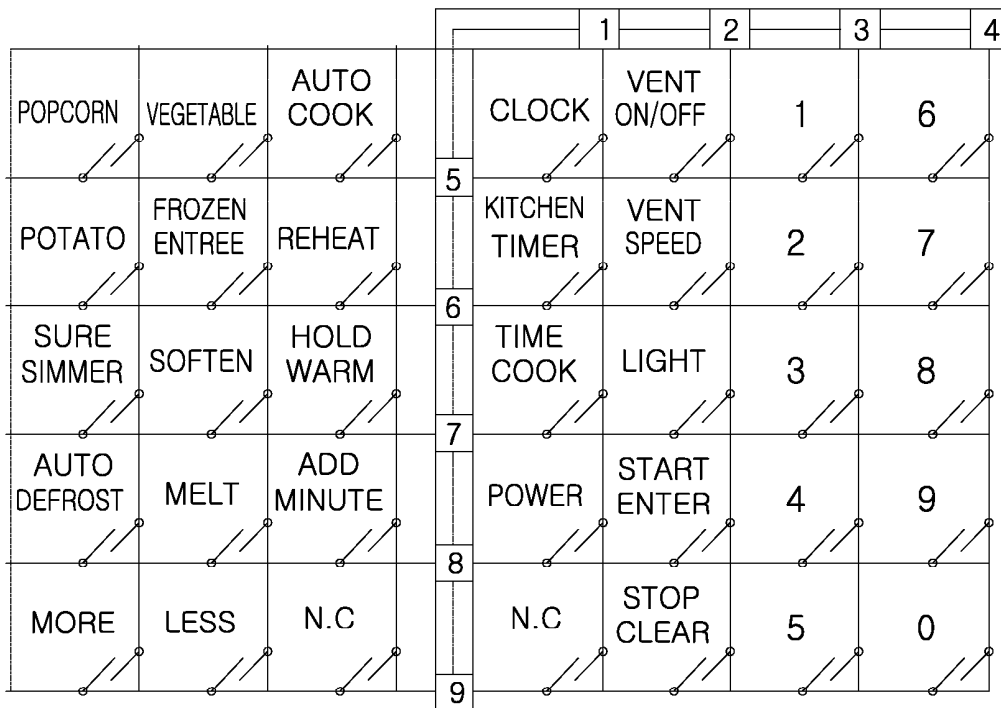 1 2 3 4
POPCORN
VEGETABLE
AUTO
COOK
CLOCK
VENT
ON/OFF
1
6
5
POTATO
FROZEN
ENTREE
REHEAT
KITCHEN
TIMER
VENT
SPEED
2
7
6
SURE
SIMMER
SOFTEN
HOLD
WARM
TIME
COOK
LIGHT
3
8
7
AUTO
DEFROST
MELT
ADD
MINUTE
POWER
START
ENTER
4
9
8
MORE
LESS
N.C
N.C
STOP
CLEAR
5
0
9